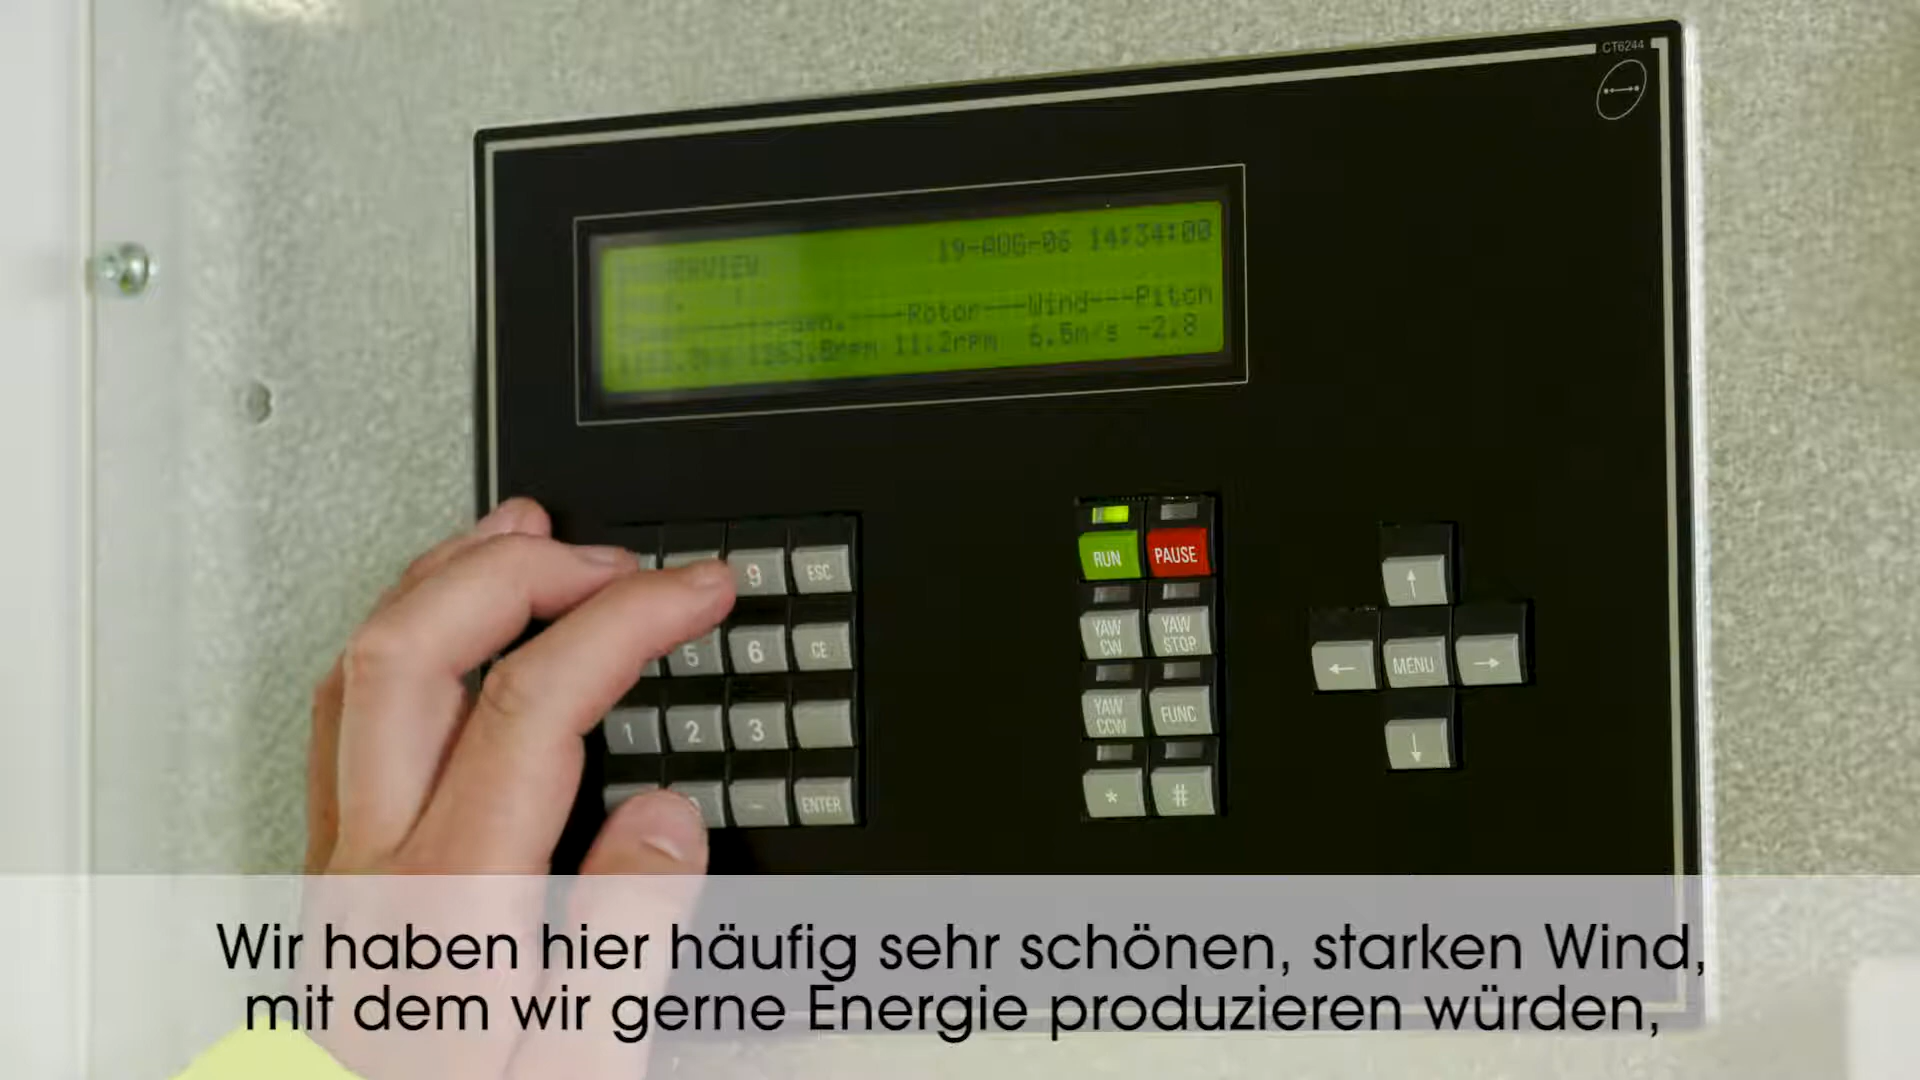 CT6244
19-AUG-06 14:34:00
OVERVIEW
Rotor---Wind---Pitch
11.2rpm 6.5m/s -2.8
9 ESC
RUN PAUSE
5 6 CE
YAW CW YAW STOP
← MENU →
↑
1 2 3
YAW CCW FUNC
↓
- ENTER
* #
Wir haben hier häufig sehr schönen, starken Wind,
mit dem wir gerne Energie produzieren würden,